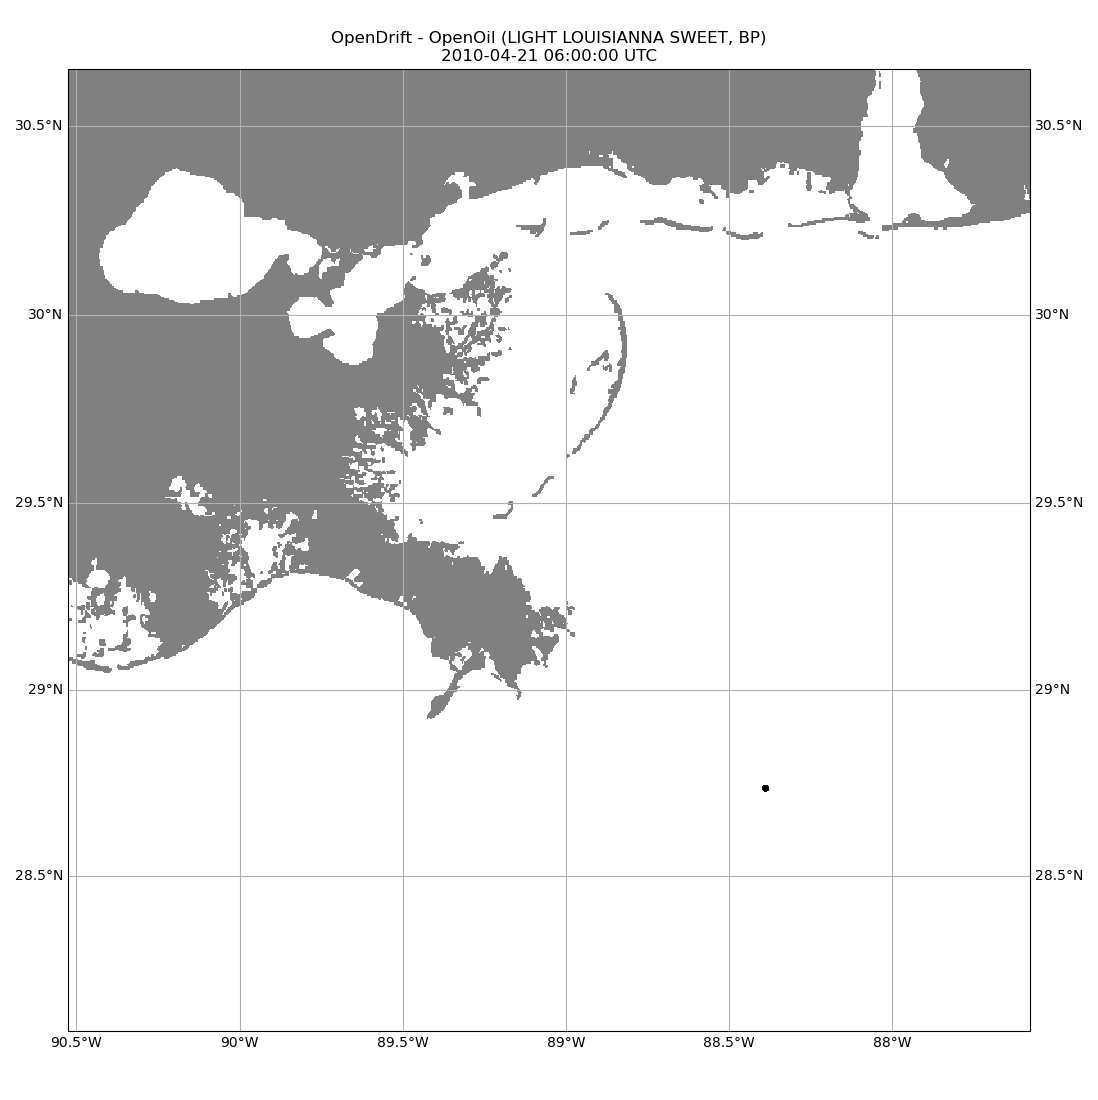 OpenDrift - OpenOil (LIGHT LOUISIANNA SWEET, BP)
2010-04-21 06:00:00 UTC
30.5°N 30.5°N
30°N 30°N
29.5°N 29.5°N
29°N 29°N
28.5°N 28.5°N
90.5°W 90°W 89.5°W 89°W 88.5°W 88°W